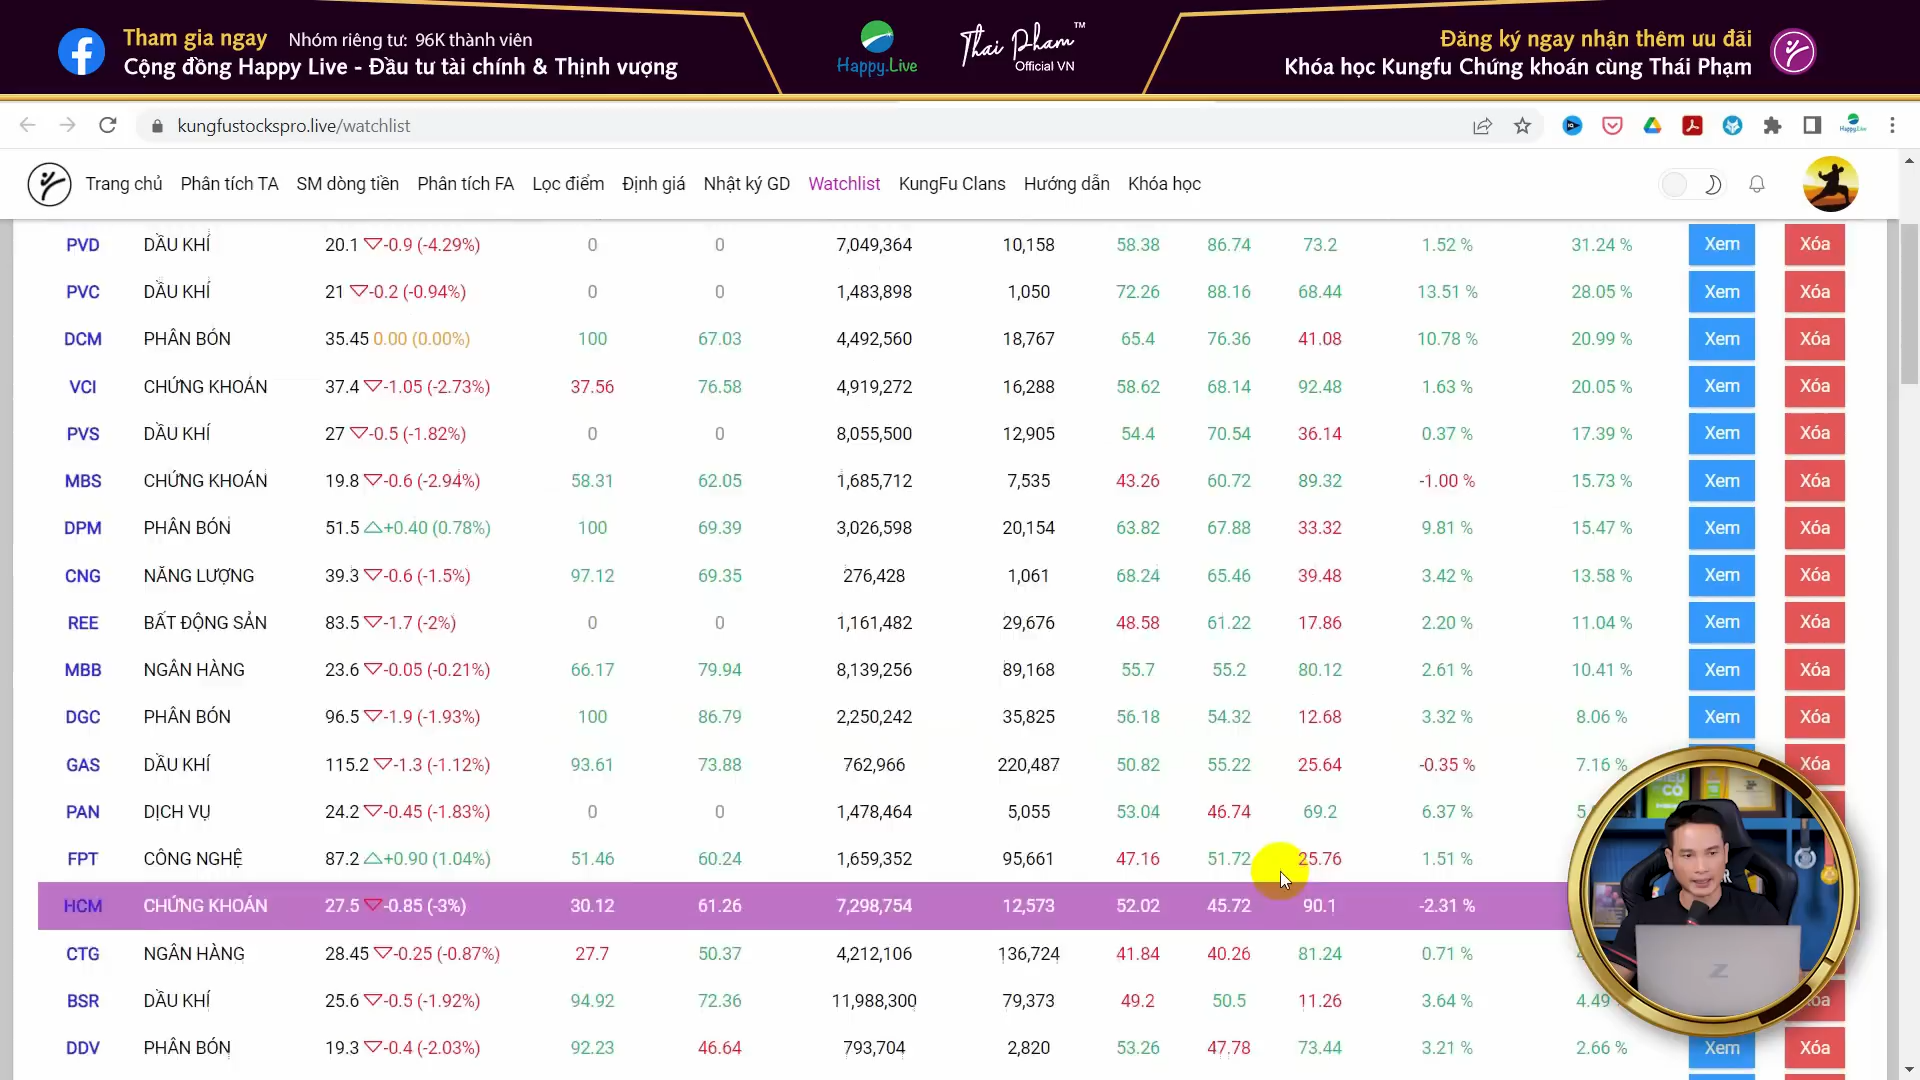 Tham gia ngay Nhóm riêng tư: 96K thành viên
Cộng đồng Happy Live - Đầu tư tài chính & Thịnh vượng
Happy.Live
Thai Pham™
Official VN
Đăng ký ngay nhận thêm ưu đãi
Khóa học Kungfu Chứng khoán cùng Thái Phạm
kungfustockspro.live/watchlist
Trang chủ Phân tích TA SM dòng tiền Phân tích FA Lọc điểm Định giá Nhật ký GD Watchlist KungFu Clans Hướng dẫn Khóa học
PVD DẦU KHÍ 20.1 -0.9 (-4.29%) 0 0 7,049,364 10,158 58.38 86.74 73.2 1.52 % 31.24 % Xem Xóa
PVC DẦU KHÍ 21 -0.2 (-0.94%) 0 0 1,483,898 1,050 72.26 88.16 68.44 13.51 % 28.05 % Xem Xóa
DCM PHÂN BÓN 35.45 0.00 (0.00%) 100 67.03 4,492,560 18,767 65.4 76.36 41.08 10.78 % 20.99 % Xem Xóa
VCI CHỨNG KHOÁN 37.4 -1.05 (-2.73%) 37.56 76.58 4,919,272 16,288 58.62 68.14 92.48 1.63 % 20.05 % Xem Xóa
PVS DẦU KHÍ 27 -0.5 (-1.82%) 0 0 8,055,500 12,905 54.4 70.54 36.14 0.37 % 17.39 % Xem Xóa
MBS CHỨNG KHOÁN 19.8 -0.6 (-2.94%) 58.31 62.05 1,685,712 7,535 43.26 60.72 89.32 -1.00 % 15.73 % Xem Xóa
DPM PHÂN BÓN 51.5 +0.40 (0.78%) 100 69.39 3,026,598 20,154 63.82 67.88 33.32 9.81 % 15.47 % Xem Xóa
CNG NĂNG LƯỢNG 39.3 -0.6 (-1.5%) 97.12 69.35 276,428 1,061 68.24 65.46 39.48 3.42 % 13.58 % Xem Xóa
REE BẤT ĐỘNG SẢN 83.5 -1.7 (-2%) 0 0 1,161,482 29,676 48.58 61.22 17.86 2.20 % 11.04 % Xem Xóa
MBB NGÂN HÀNG 23.6 -0.05 (-0.21%) 66.17 79.94 8,139,256 89,168 55.7 55.2 80.12 2.61 % 10.41 % Xem Xóa
DGC PHÂN BÓN 96.5 -1.9 (-1.93%) 100 86.79 2,250,242 35,825 56.18 54.32 12.68 3.32 % 8.06 % Xem Xóa
GAS DẦU KHÍ 115.2 -1.3 (-1.12%) 93.61 73.88 762,966 220,487 50.82 55.22 25.64 -0.35 % 7.16 % Xóa
PAN DỊCH VỤ 24.2 -0.45 (-1.83%) 0 0 1,478,464 5,055 53.04 46.74 69.2 6.37 %
FPT CÔNG NGHỆ 87.2 +0.90 (1.04%) 51.46 60.24 1,659,352 95,661 47.16 51.72 25.76 1.51 %
HCM CHỨNG KHOÁN 27.5 -0.85 (-3%) 30.12 61.26 7,298,754 12,573 52.02 45.72 90.1 -2.31 %
CTG NGÂN HÀNG 28.45 -0.25 (-0.87%) 27.7 50.37 4,212,106 136,724 41.84 40.26 81.24 0.71 %
BSR DẦU KHÍ 25.6 -0.5 (-1.92%) 94.92 72.36 11,988,300 79,373 49.2 50.5 11.26 3.64 % 4.49
DDV PHÂN BÓN 19.3 -0.4 (-2.03%) 92.23 46.64 793,704 2,820 53.26 47.78 73.44 3.21 % 2.66 % Xem Xóa